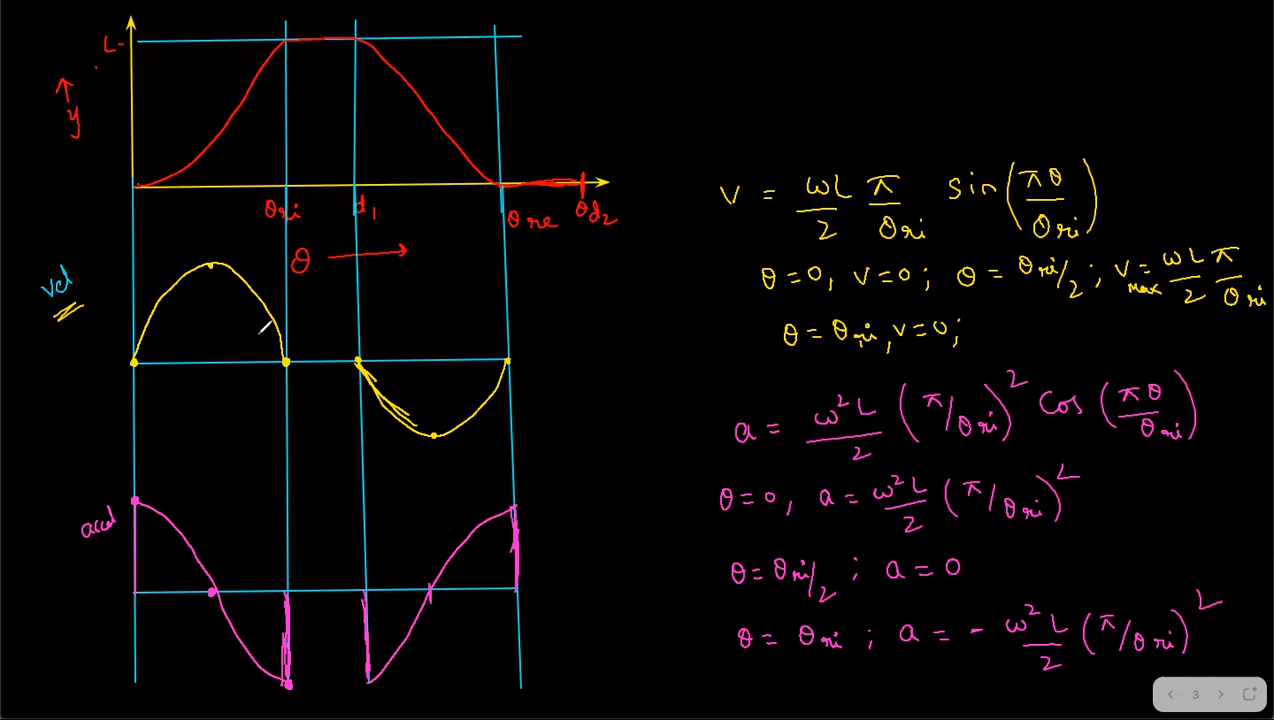 L-
↑
y
θri
d1
θre
θd2
θ →
vel
accel
V = ωL/2 π/θri Sin(πθ/θri)
θ=0, V=0; θ=θri/2; Vmax=ωL/2 π/θri
θ=θri, V=0;
a = ω²L/2 (π/θri)² Cos(πθ/θri)
θ=0, a=ω²L/2 (π/θri)²
θ=θri/2; a=0
θ=θri; a=-ω²L/2 (π/θri)²
< 3 >